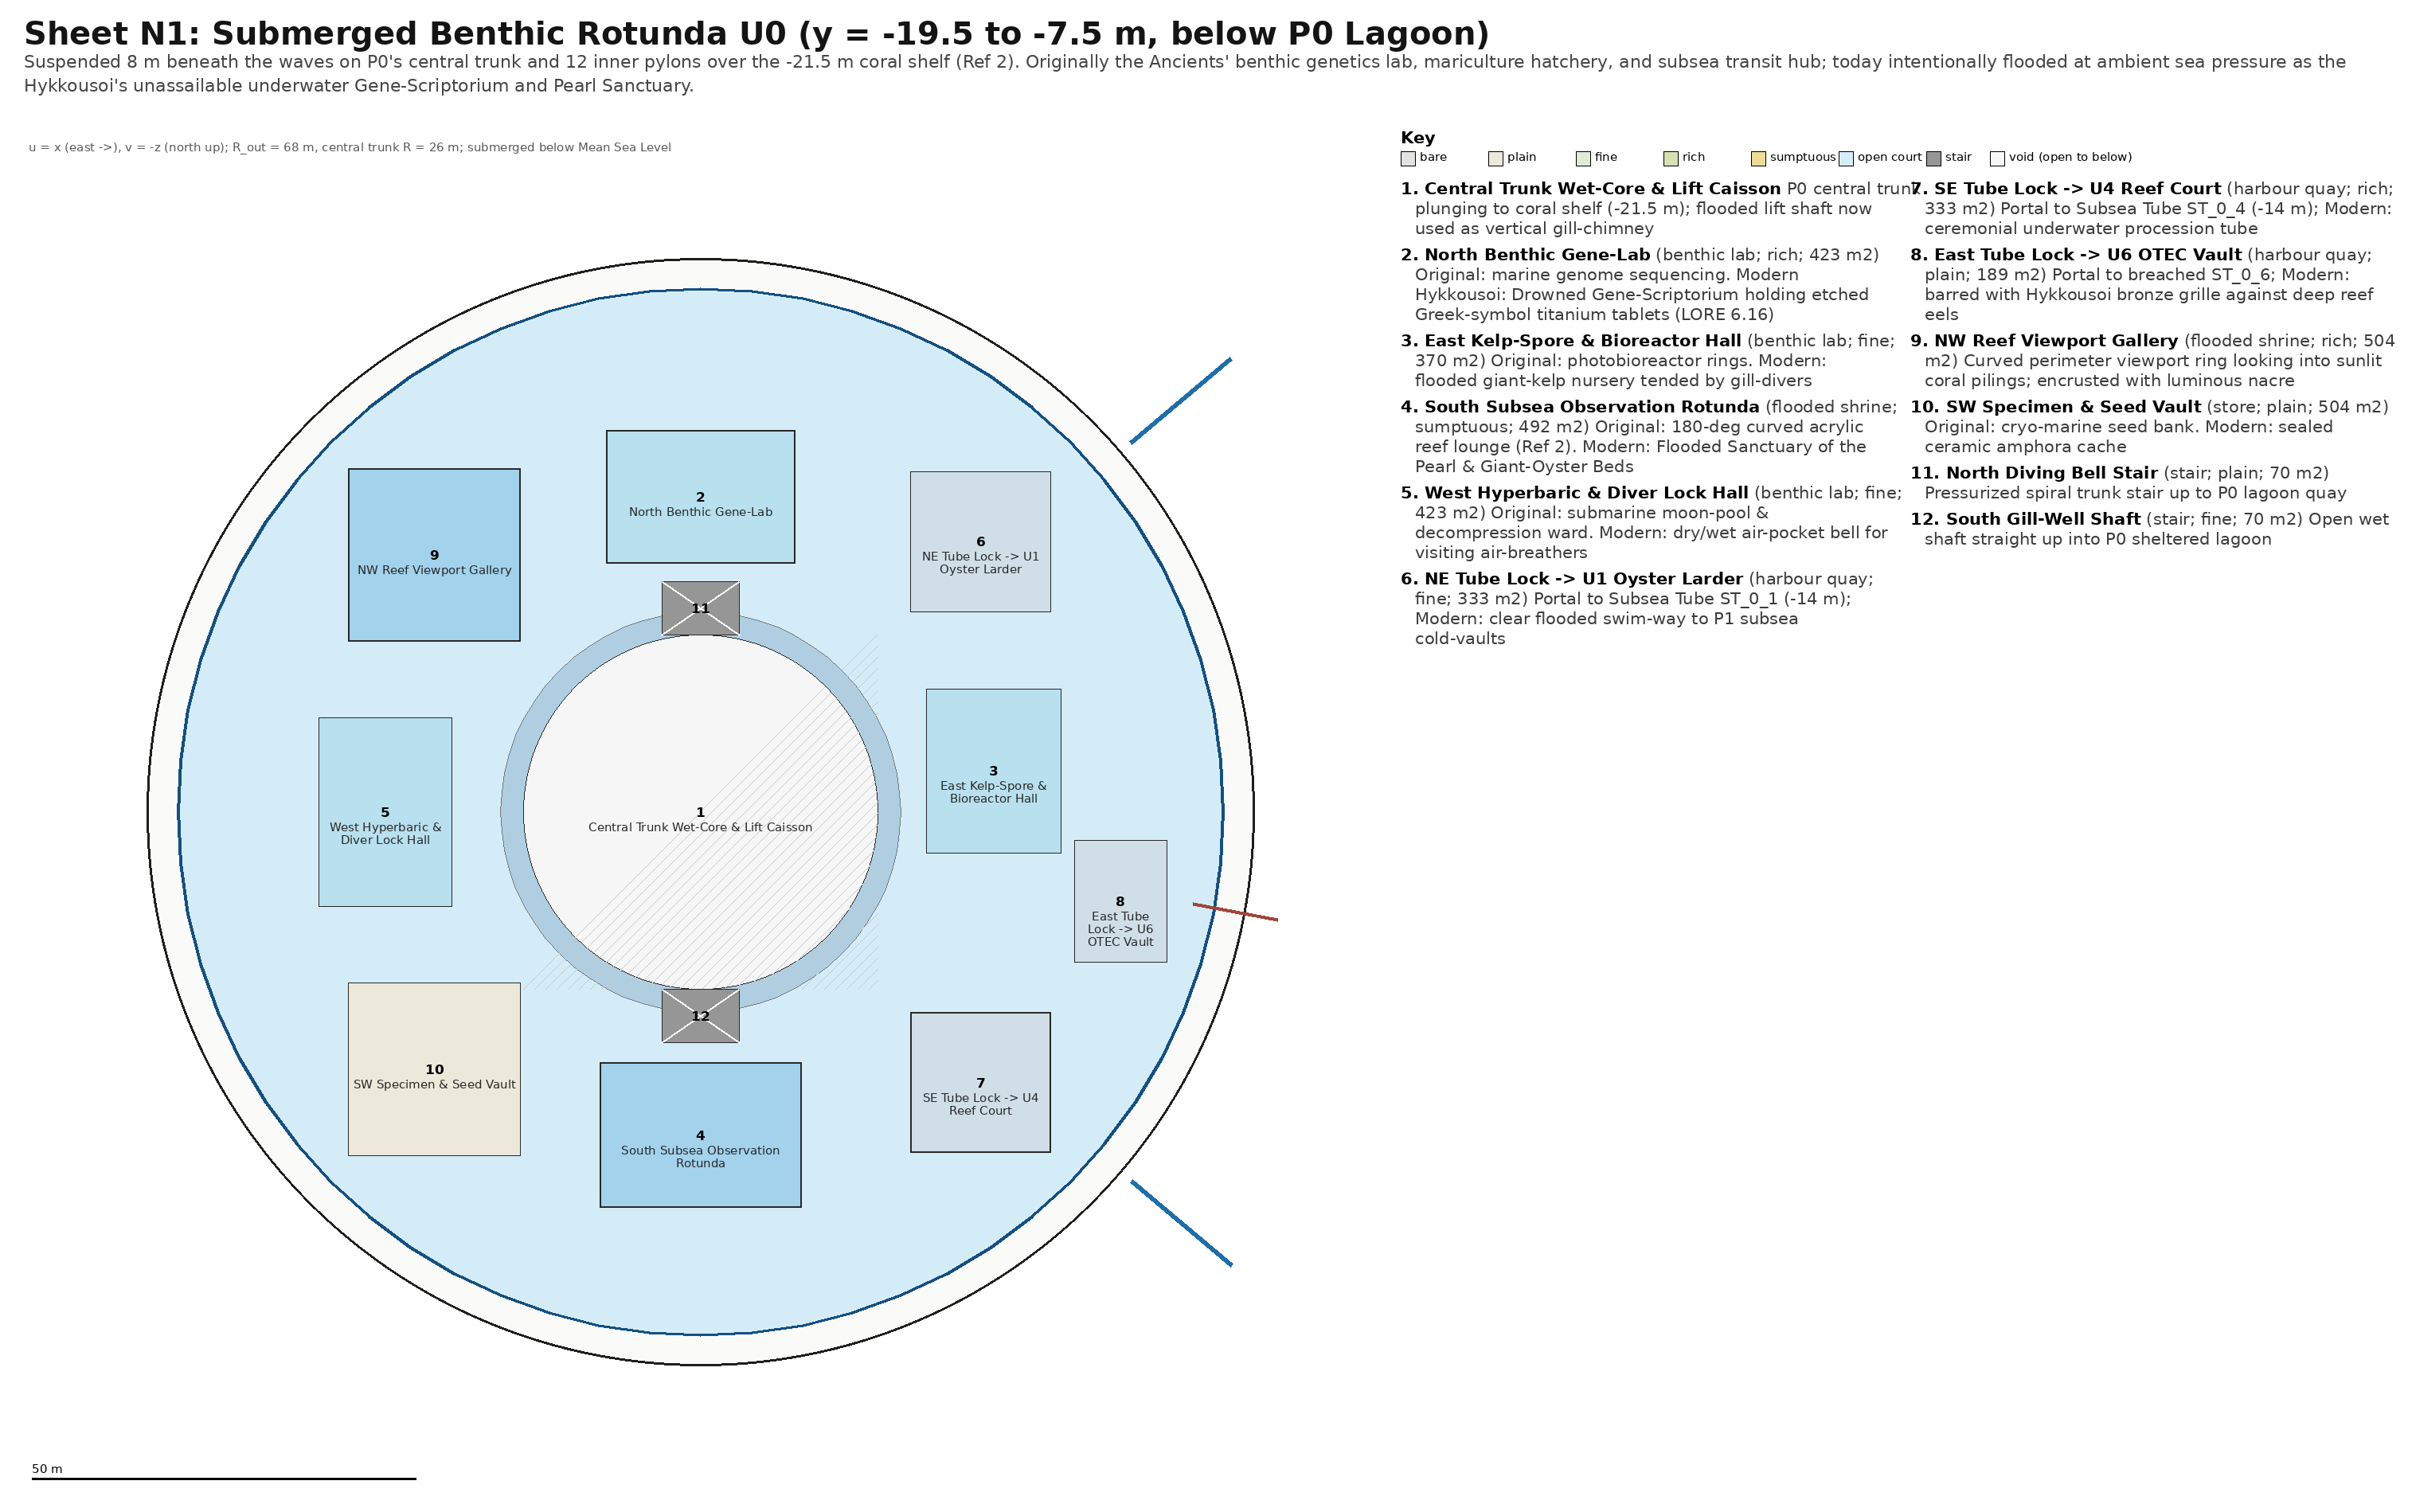 Sheet N1: Submerged Benthic Rotunda U0 (y = -19.5 to -7.5 m, below P0 Lagoon)
Suspended 8 m beneath the waves on P0's central trunk and 12 inner pylons over the -21.5 m coral shelf (Ref 2). Originally the Ancients' benthic genetics lab, mariculture hatchery, and subsea transit hub; today intentionally flooded at ambient sea pressure as the
Hykkousoi's unassailable underwater Gene-Scriptorium and Pearl Sanctuary.
u = x (east ->), v = -z (north up); R_out = 68 m, central trunk R = 26 m; submerged below Mean Sea Level
2
North Benthic Gene-Lab
9
NW Reef Viewport Gallery
6
NE Tube Lock -> U1
Oyster Larder
11
3
East Kelp-Spore &
Bioreactor Hall
5
West Hyperbaric &
Diver Lock Hall
1
Central Trunk Wet-Core & Lift Caisson
8
East Tube
Lock -> U6
OTEC Vault
12
10
SW Specimen & Seed Vault
7
SE Tube Lock -> U4
Reef Court
4
South Subsea Observation
Rotunda
50 m
Key
bare
plain
fine
rich
sumptuous
open court
stair
void (open to below)
1. Central Trunk Wet-Core & Lift Caisson P0 central trunk
plunging to coral shelf (-21.5 m); flooded lift shaft now
used as vertical gill-chimney
2. North Benthic Gene-Lab (benthic lab; rich; 423 m2)
Original: marine genome sequencing. Modern
Hykkousoi: Drowned Gene-Scriptorium holding etched
Greek-symbol titanium tablets (LORE 6.16)
3. East Kelp-Spore & Bioreactor Hall (benthic lab; fine;
370 m2) Original: photobioreactor rings. Modern:
flooded giant-kelp nursery tended by gill-divers
4. South Subsea Observation Rotunda (flooded shrine;
sumptuous; 492 m2) Original: 180-deg curved acrylic
reef lounge (Ref 2). Modern: Flooded Sanctuary of the
Pearl & Giant-Oyster Beds
5. West Hyperbaric & Diver Lock Hall (benthic lab; fine;
423 m2) Original: submarine moon-pool &
decompression ward. Modern: dry/wet air-pocket bell for
visiting air-breathers
6. NE Tube Lock -> U1 Oyster Larder (harbour quay;
fine; 333 m2) Portal to Subsea Tube ST_0_1 (-14 m);
Modern: clear flooded swim-way to P1 subsea
cold-vaults
7. SE Tube Lock -> U4 Reef Court (harbour quay; rich;
333 m2) Portal to Subsea Tube ST_0_4 (-14 m); Modern:
ceremonial underwater procession tube
8. East Tube Lock -> U6 OTEC Vault (harbour quay;
plain; 189 m2) Portal to breached ST_0_6; Modern:
barred with Hykkousoi bronze grille against deep reef
eels
9. NW Reef Viewport Gallery (flooded shrine; rich; 504
m2) Curved perimeter viewport ring looking into sunlit
coral pilings; encrusted with luminous nacre
10. SW Specimen & Seed Vault (store; plain; 504 m2)
Original: cryo-marine seed bank. Modern: sealed
ceramic amphora cache
11. North Diving Bell Stair (stair; plain; 70 m2)
Pressurized spiral trunk stair up to P0 lagoon quay
12. South Gill-Well Shaft (stair; fine; 70 m2) Open wet
shaft straight up into P0 sheltered lagoon